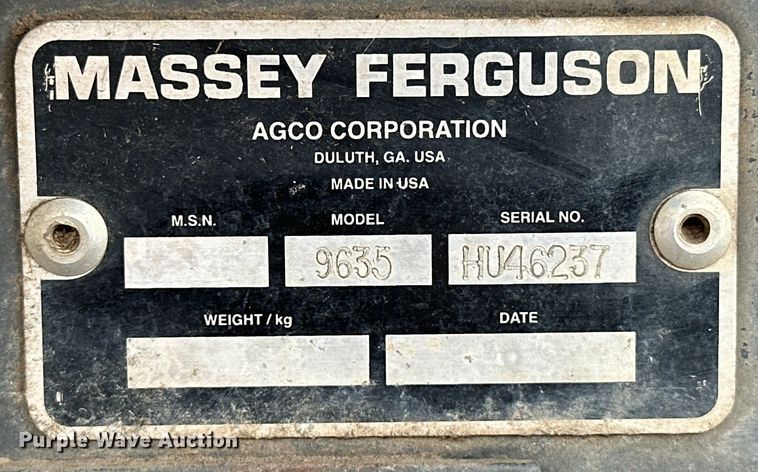 MASSEY FERGUSON
AGCO CORPORATION
DULUTH, GA. USA
MADE IN USA
M.S.N. MODEL SERIAL NO.
9635 HU46237
WEIGHT / kg DATE
Purple Wave Auction